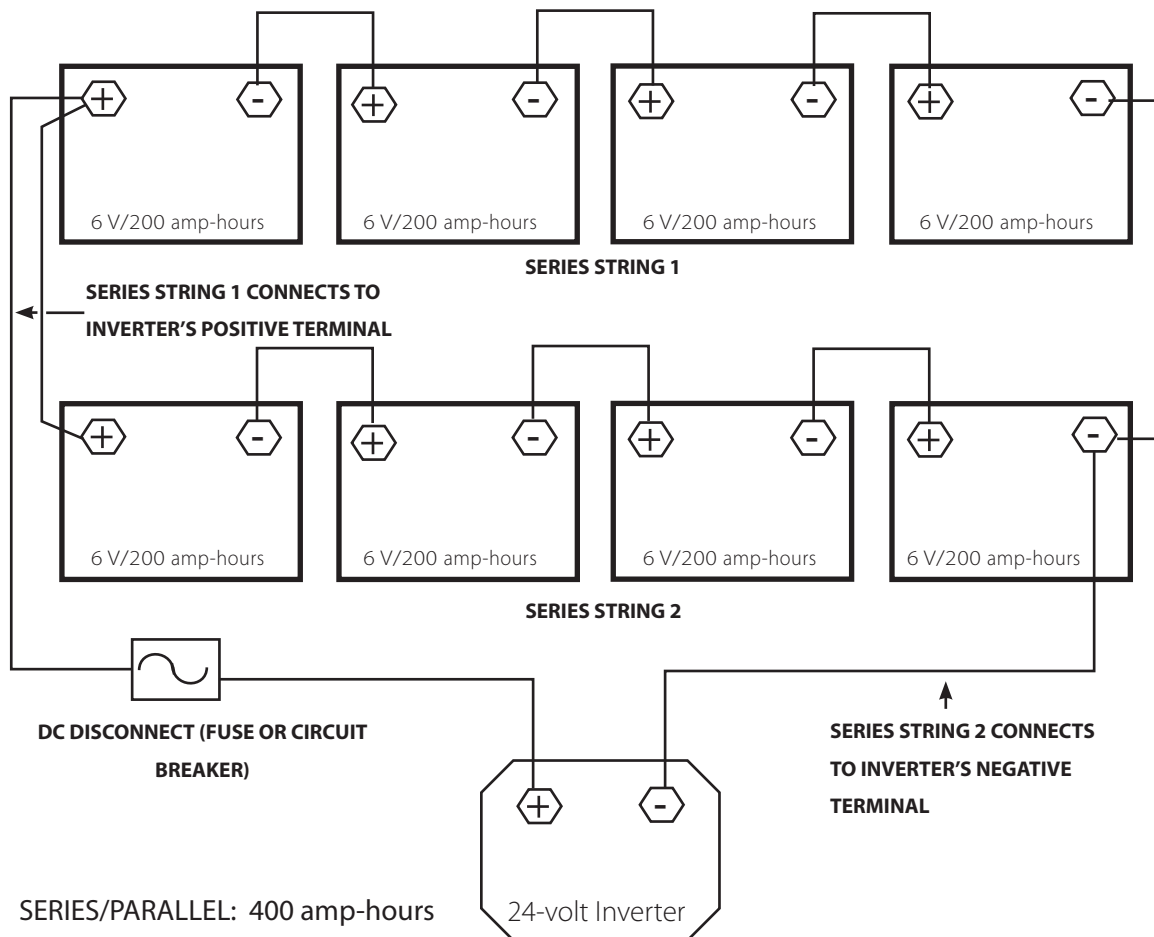 + - + - + - + -
6 V/200 amp-hours 6 V/200 amp-hours 6 V/200 amp-hours 6 V/200 amp-hours
SERIES STRING 1
SERIES STRING 1 CONNECTS TO
INVERTER’S POSITIVE TERMINAL
+ - + - + - + -
6 V/200 amp-hours 6 V/200 amp-hours 6 V/200 amp-hours 6 V/200 amp-hours
SERIES STRING 2
DC DISCONNECT (FUSE OR CIRCUIT
BREAKER)
SERIES STRING 2 CONNECTS
TO INVERTER’S NEGATIVE
TERMINAL
+ -
24-volt Inverter
SERIES/PARALLEL: 400 amp-hours